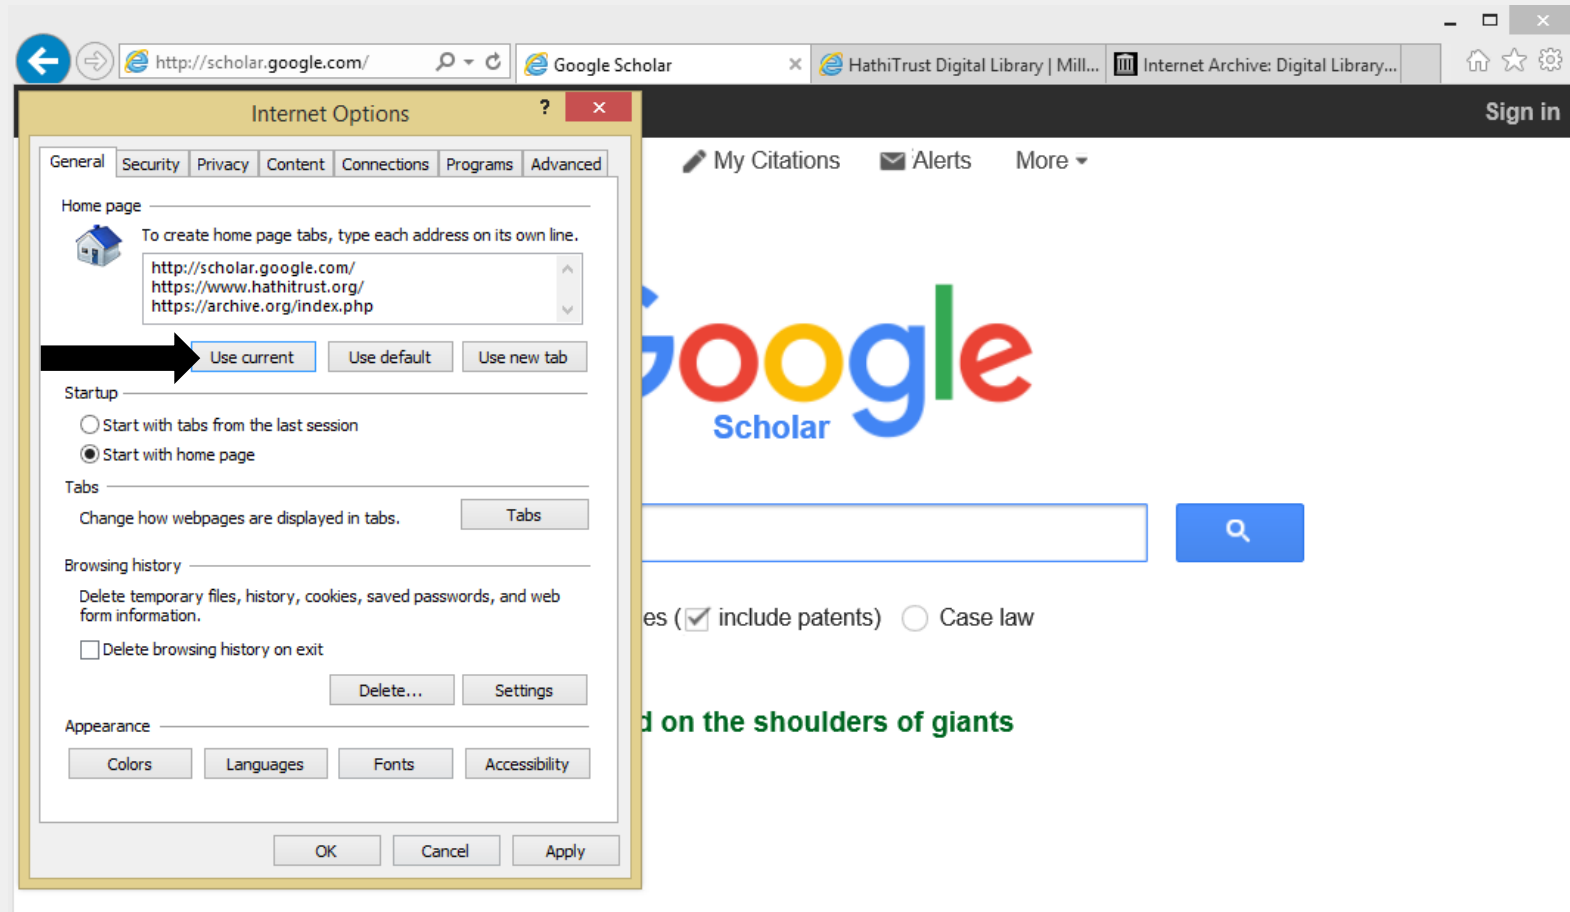 http://scholar.google.com/
Google Scholar
HathiTrust Digital Library | Mill...
Internet Archive: Digital Library...
Sign in
My Citations
Alerts
More
Internet Options
?
General
Security
Privacy
Content
Connections
Programs
Advanced
Home page
To create home page tabs, type each address on its own line.
http://scholar.google.com/
https://www.hathitrust.org/
https://archive.org/index.php
Use current
Use default
Use new tab
Startup
Start with tabs from the last session
Start with home page
Tabs
Change how webpages are displayed in tabs.
Tabs
Browsing history
Delete temporary files, history, cookies, saved passwords, and web
form information.
Delete browsing history on exit
Delete...
Settings
Appearance
Colors
Languages
Fonts
Accessibility
OK
Cancel
Apply
Google
Scholar
es (include patents)
Case law
d on the shoulders of giants